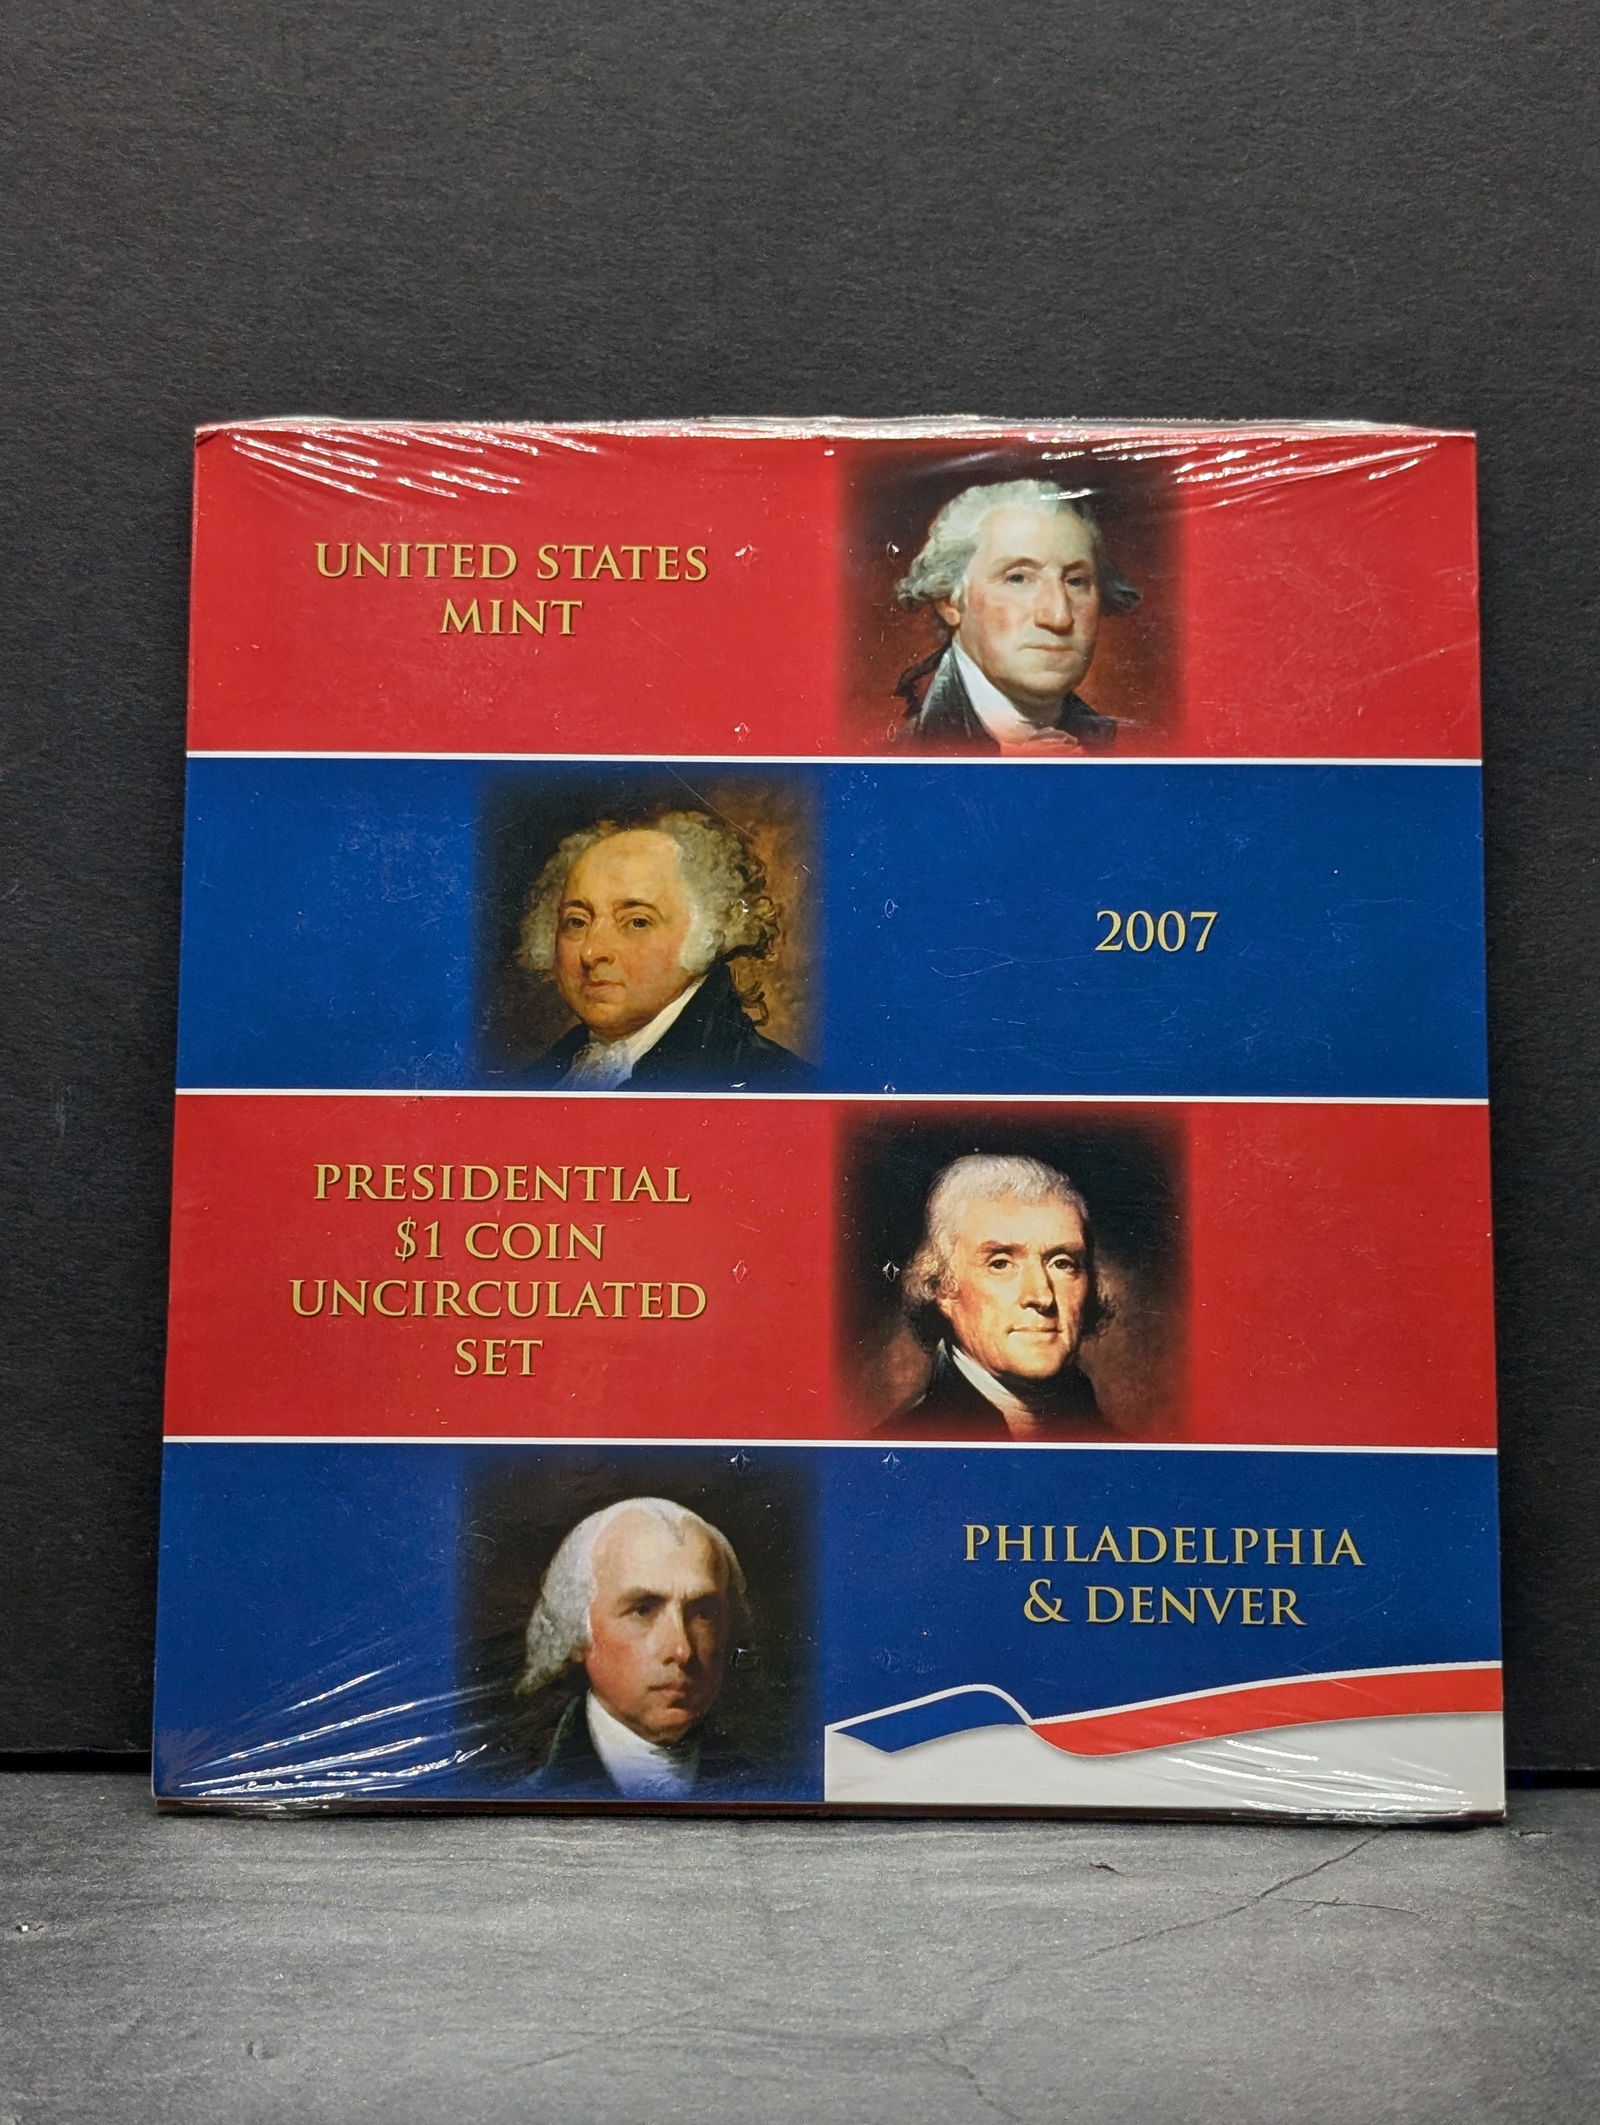 UNITED STATES
MINT
2007
PRESIDENTIAL
$1 COIN
UNCIRCULATED
SET
PHILADELPHIA
& DENVER